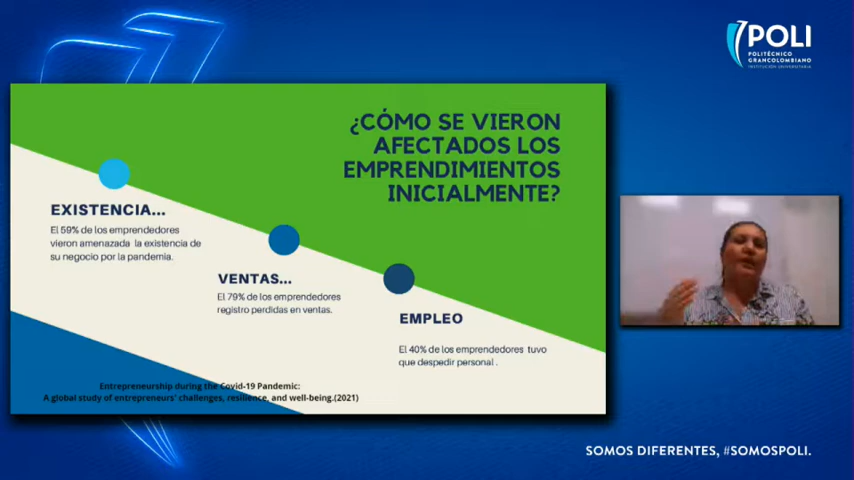 POLI
POLITÉCNICO
GRANCOLOMBIANO
INSTITUCIÓN UNIVERSITARIA
¿CÓMO SE VIERON
AFECTADOS LOS
EMPRENDIMIENTOS
INICIALMENTE?
EXISTENCIA...
El 59% de los emprendedores
vieron amenazada la existencia de
su negocio por la pandemia.
VENTAS...
El 79% de los emprendedores
registro perdidas en ventas.
EMPLEO
El 40% de los emprendedores tuvo
que despedir personal .
Entrepreneurship during the Covid-19 Pandemic:
A global study of entrepreneurs' challenges, resilience, and well-being.(2021)
SOMOS DIFERENTES, #SOMOSPOLI.